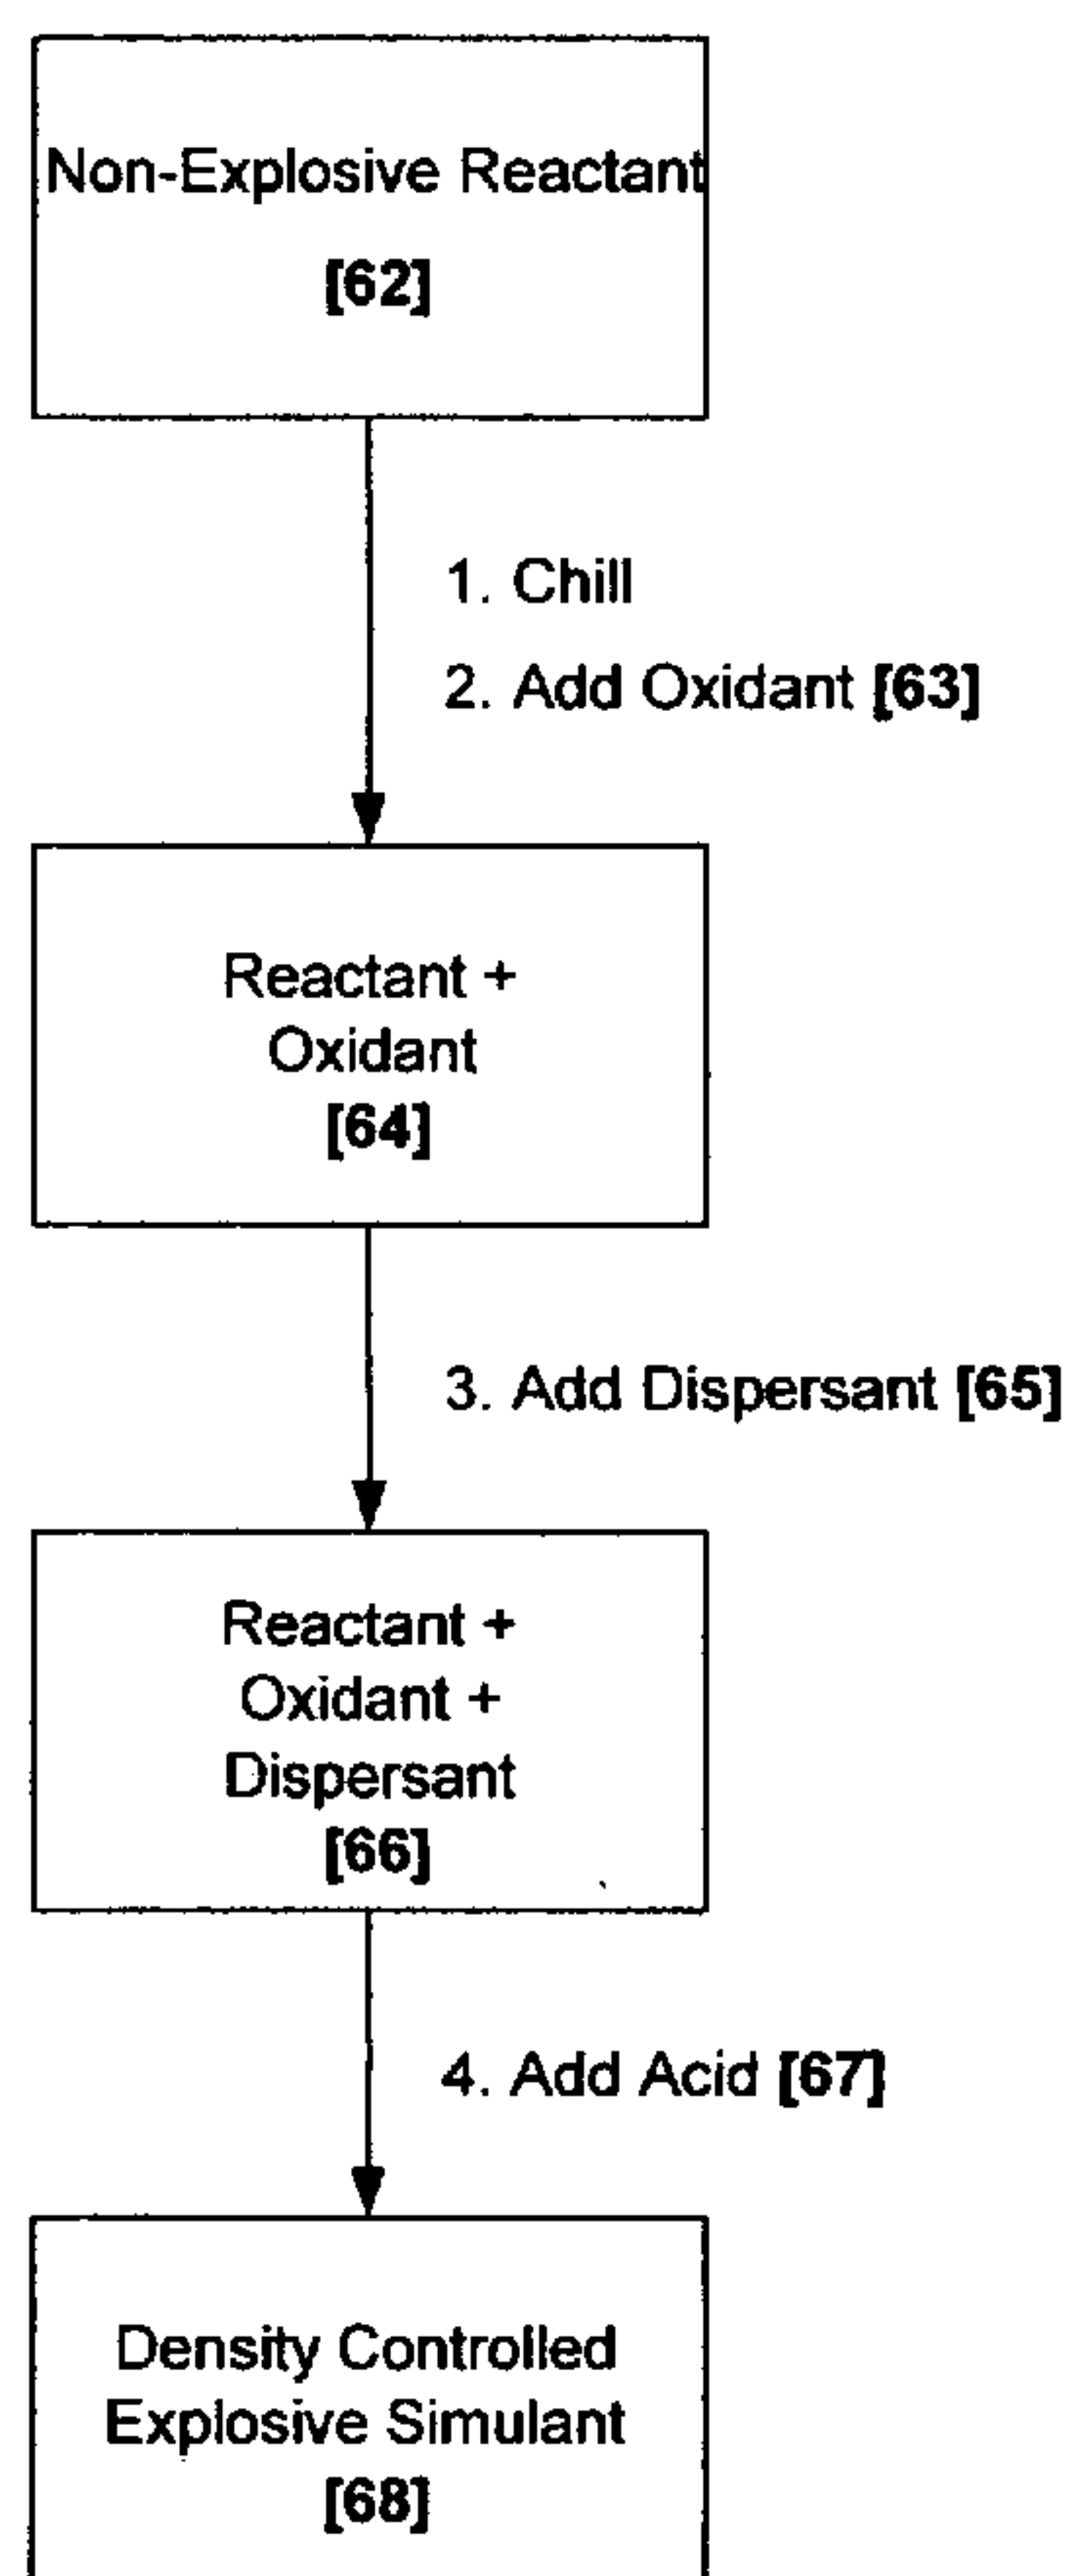 Non-Explosive Reactant
[62]
1. Chill
2. Add Oxidant [63]
Reactant +
Oxidant
[64]
3. Add Dispersant [65]
Reactant +
Oxidant +
Dispersant
[66]
4. Add Acid [67]
Density Controlled
Explosive Simulant
[68]